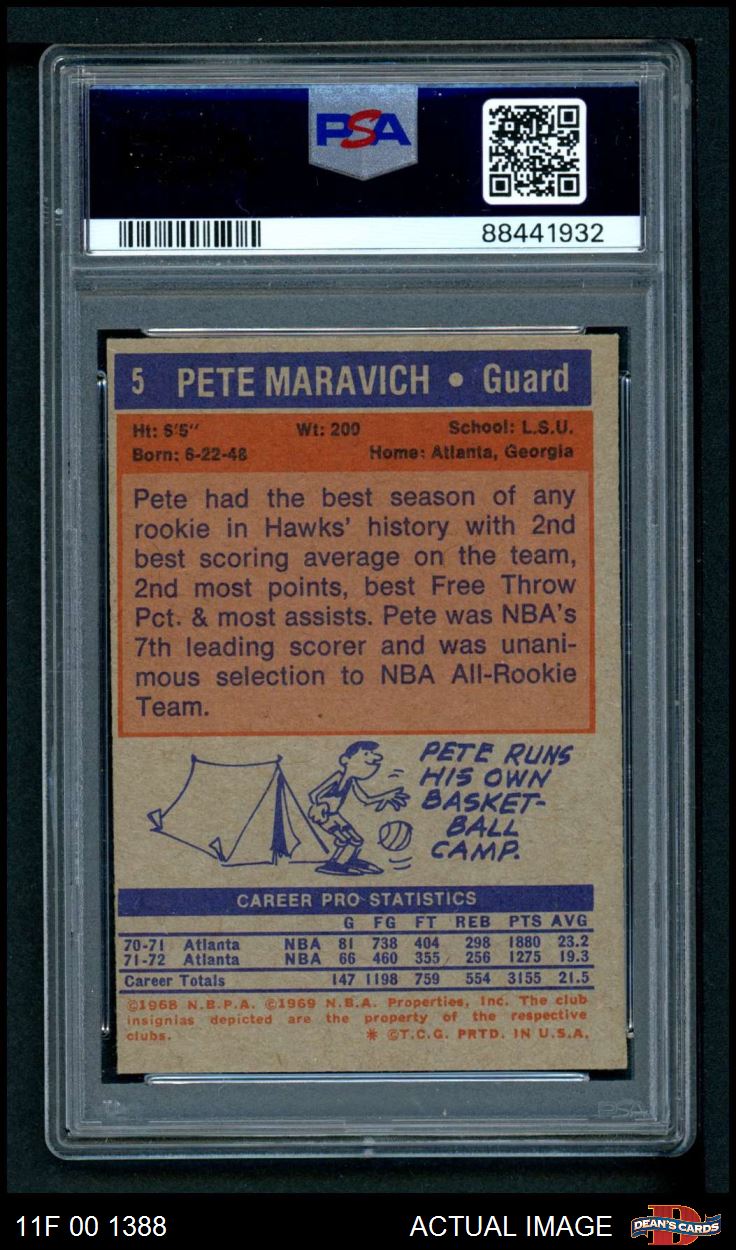 PSA
88441932
5 PETE MARAVICH • Guard
Ht: 6'5" Wt: 200 School: L.S.U.
Born: 6-22-48 Home: Atlanta, Georgia
Pete had the best season of any
rookie in Hawks' history with 2nd
best scoring average on the team,
2nd most points, best Free Throw
Pct. & most assists. Pete was NBA's
7th leading scorer and was unani-
mous selection to NBA All-Rookie
Team.
PETE RUNS
HIS OWN
BASKET-
BALL
CAMP.
CAREER PRO STATISTICS
G FG FT REB PTS AVG
70-71 Atlanta NBA 81 738 404 298 1880 23.2
71-72 Atlanta NBA 66 460 355 256 1275 19.3
Career Totals 147 1198 759 554 3155 21.5
©1968 N.B.P.A. ©1969 N.B.A. Properties, Inc. The club
insignias depicted are the property of the respective
clubs. * ©T.C.G. PRTD. IN U.S.A.
PSA
11F 00 1388 ACTUAL IMAGE DEAN'S CARDS